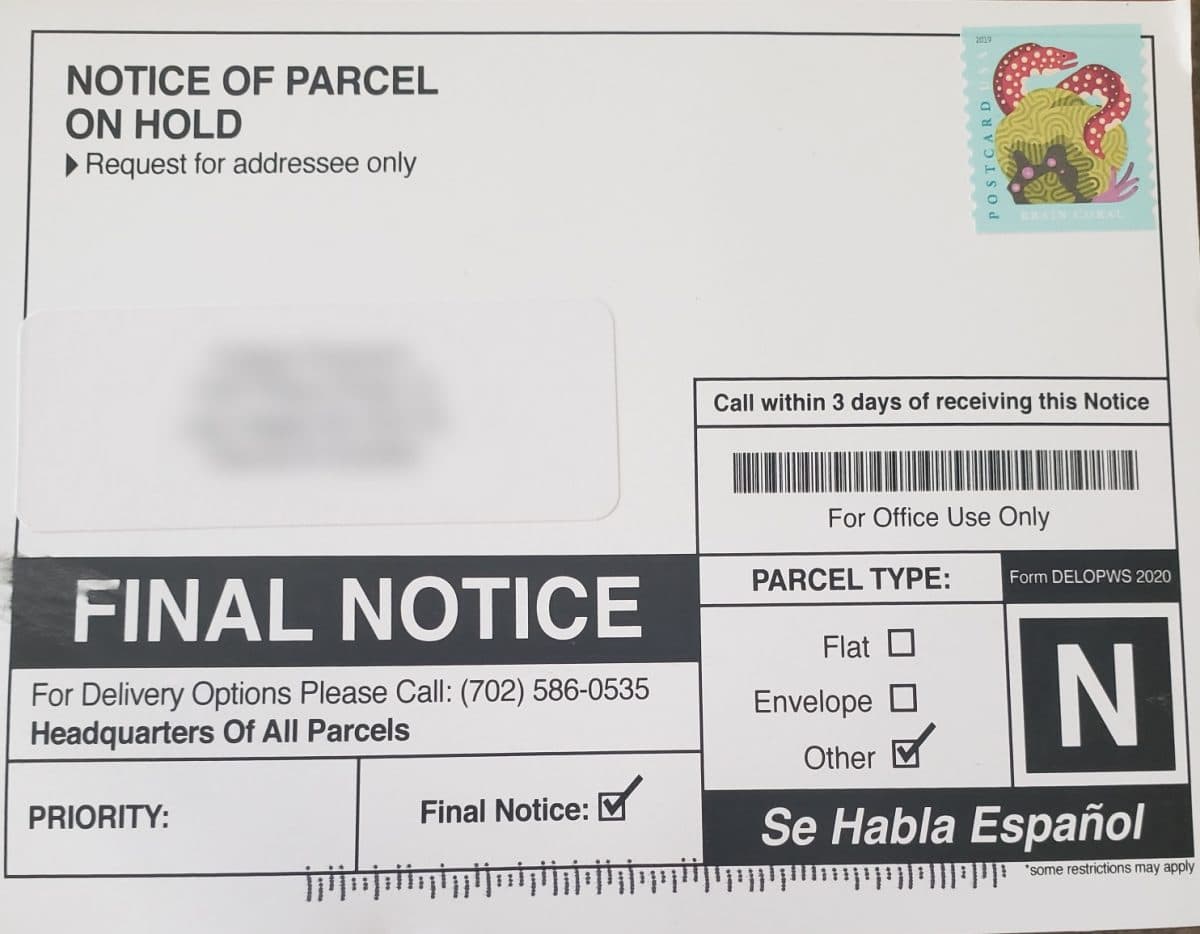 NOTICE OF PARCEL
ON HOLD
Request for addressee only
2019
POSTCARD USA
BRAIN CORAL
Call within 3 days of receiving this Notice
For Office Use Only
FINAL NOTICE
For Delivery Options Please Call: (702) 586-0535
Headquarters Of All Parcels
PRIORITY:
Final Notice:
PARCEL TYPE:
Form DELOPWS 2020
Flat
Envelope
Other
N
Se Habla Español
*some restrictions may apply